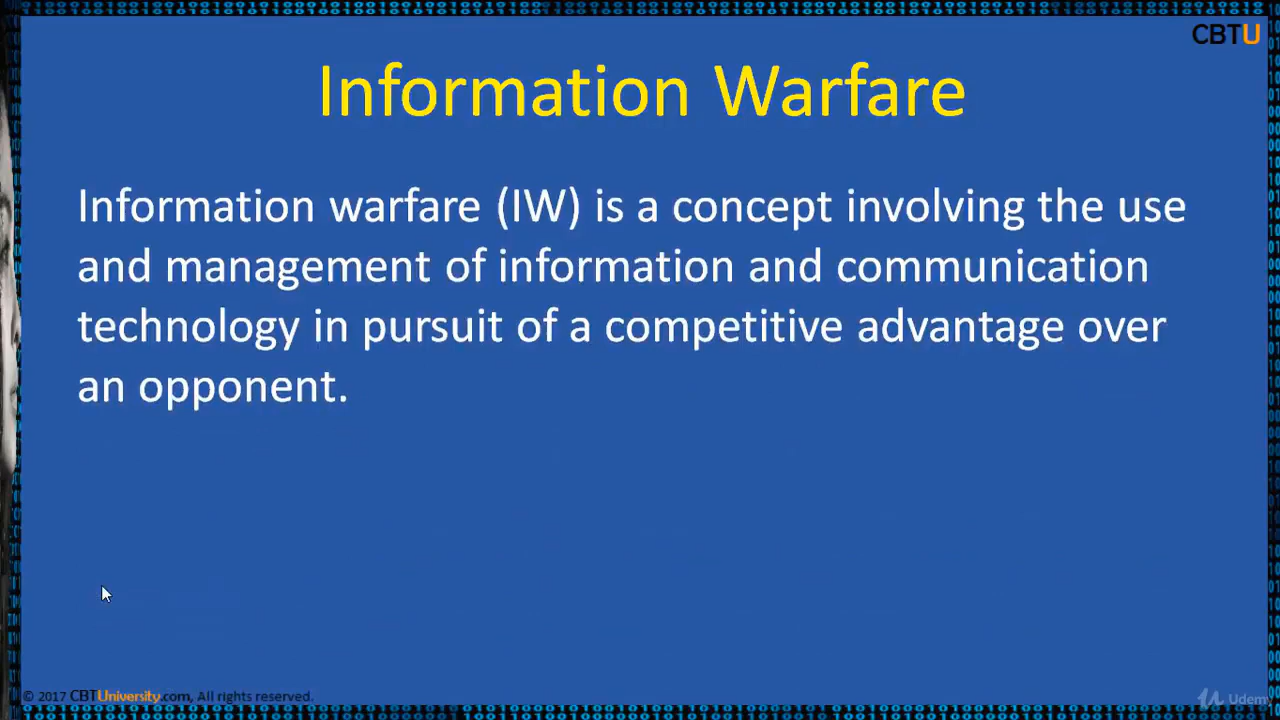 CBTU
Information Warfare
Information warfare (IW) is a concept involving the use
and management of information and communication
technology in pursuit of a competitive advantage over
an opponent.
© 2017 CBTUniversity.com, All rights reserved.
Udemy